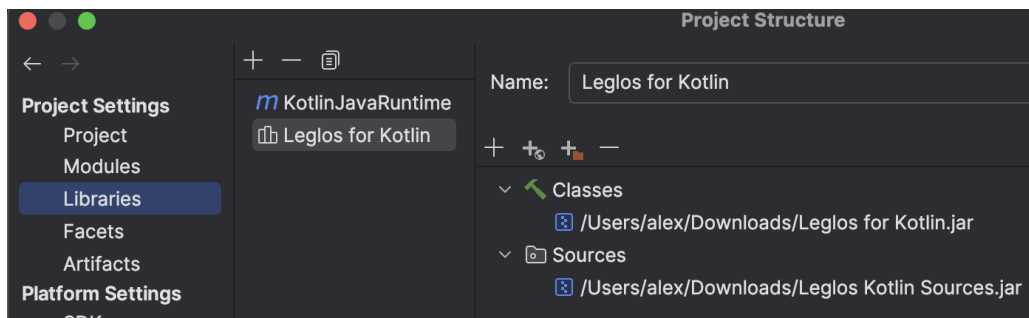 Project Structure
Project Settings
Project
Modules
Libraries
Facets
Artifacts
Platform Settings
KotlinJavaRuntime
Leglos for Kotlin
Name: Leglos for Kotlin
Classes
/Users/alex/Downloads/Leglos for Kotlin.jar
Sources
/Users/alex/Downloads/Leglos Kotlin Sources.jar